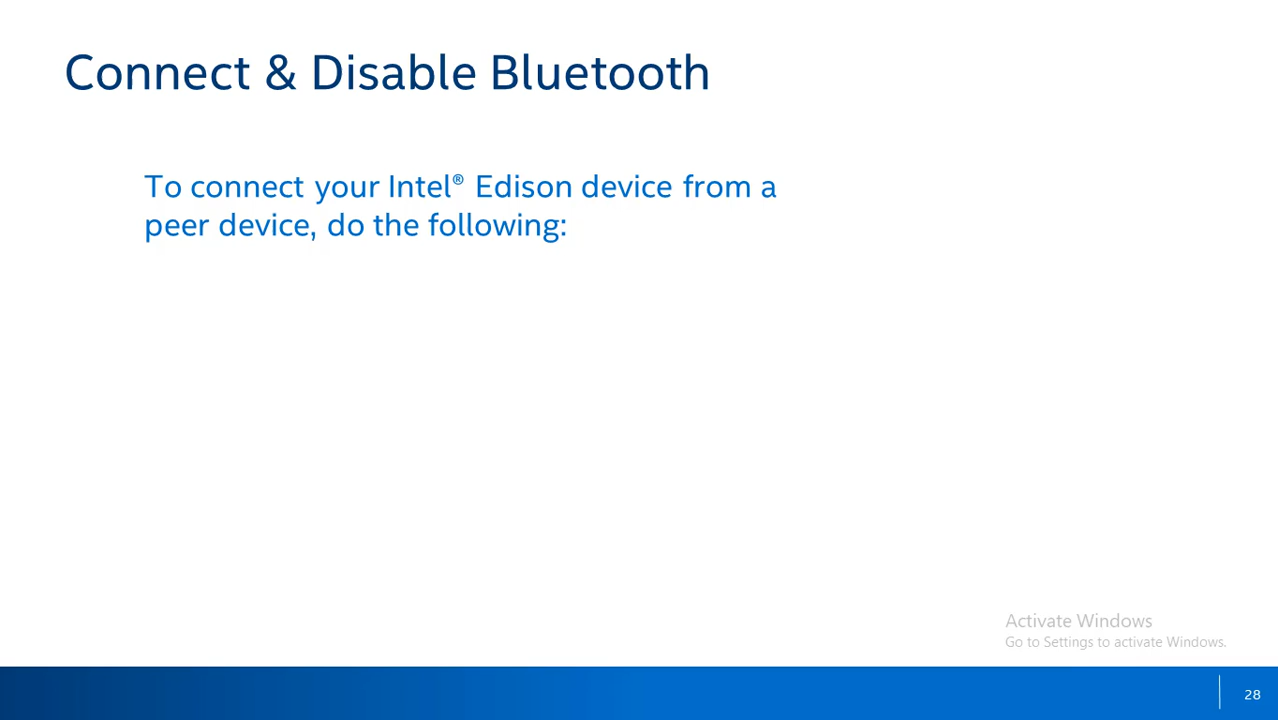 Connect & Disable Bluetooth
To connect your Intel® Edison device from a
peer device, do the following:
Activate Windows
Go to Settings to activate Windows.
28